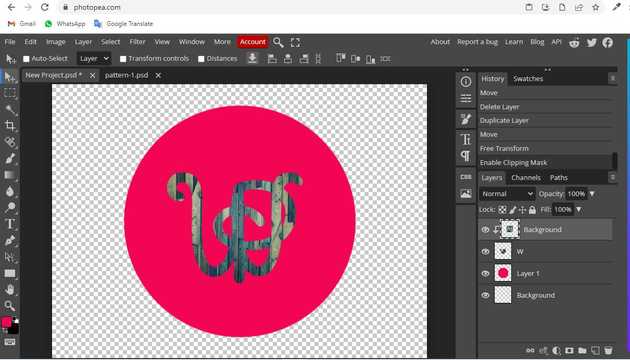 photopea.com
Gmail WhatsApp Google Translate
File Edit Image Layer Select Filter View Window More Account About Report a bug Learn Blog API
Auto-Select Layer Transform controls Distances
New Project.psd * × pattern-1.psd ×
History Swatches
Move
Delete Layer
Duplicate Layer
Move
Free Transform
Enable Clipping Mask
Layers Channels Paths
Normal Opacity: 100%
Lock: Fill: 100%
Background
W
Layer 1
Background
CSS